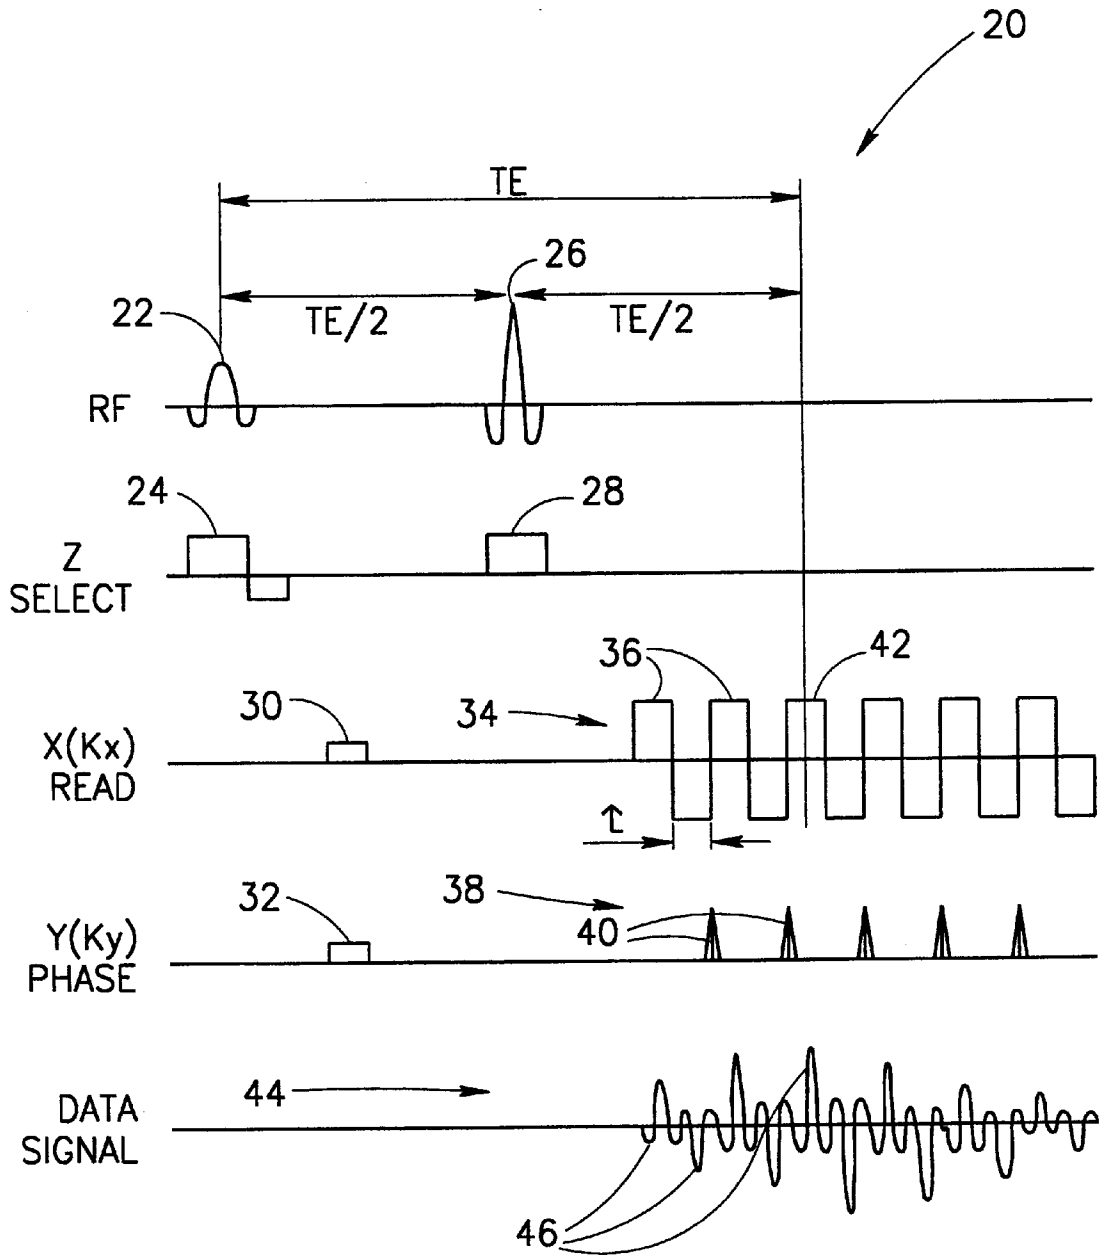 20
TE
26
22
TE/2
TE/2
RF
24
28
Z
SELECT
36
42
30
34
X(Kx)
READ
32
38
40
Y(Ky)
PHASE
44
DATA
SIGNAL
46